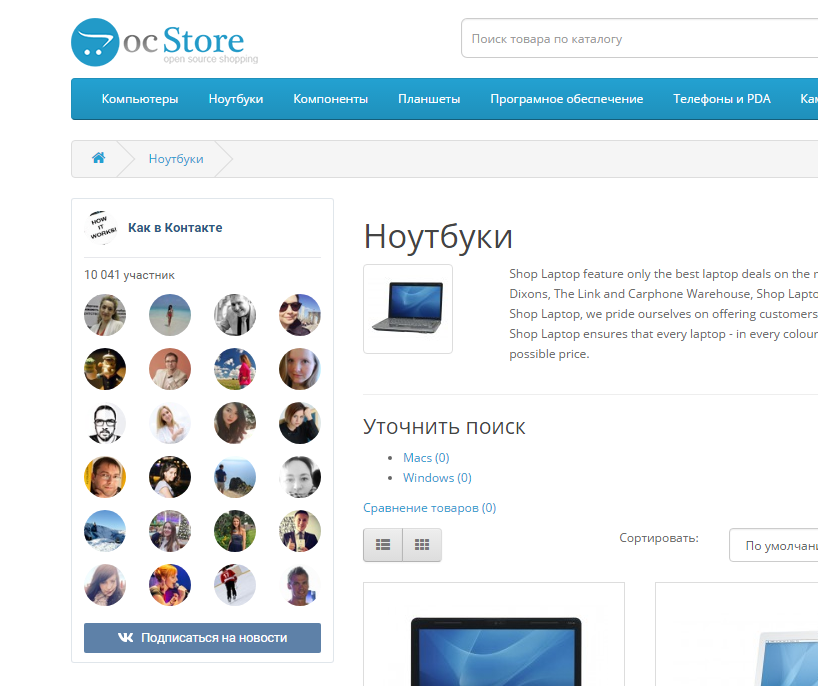 ocStore
open source shopping
Поиск товара по каталогу
Компьютеры Ноутбуки Компоненты Планшеты Програмное обеспечение Телефоны и PDA
Ноутбуки
HOW IT WORKS!
Как в Контакте
10 041 участник
Подписаться на новости
Ноутбуки
Shop Laptop feature only the best laptop deals on the
Dixons, The Link and Carphone Warehouse, Shop
Shop Laptop, we pride ourselves on offering customers
Shop Laptop ensures that every laptop - in every colour
possible price.
Уточнить поиск
Macs (0)
Windows (0)
Сравнение товаров (0)
Сортировать:
По